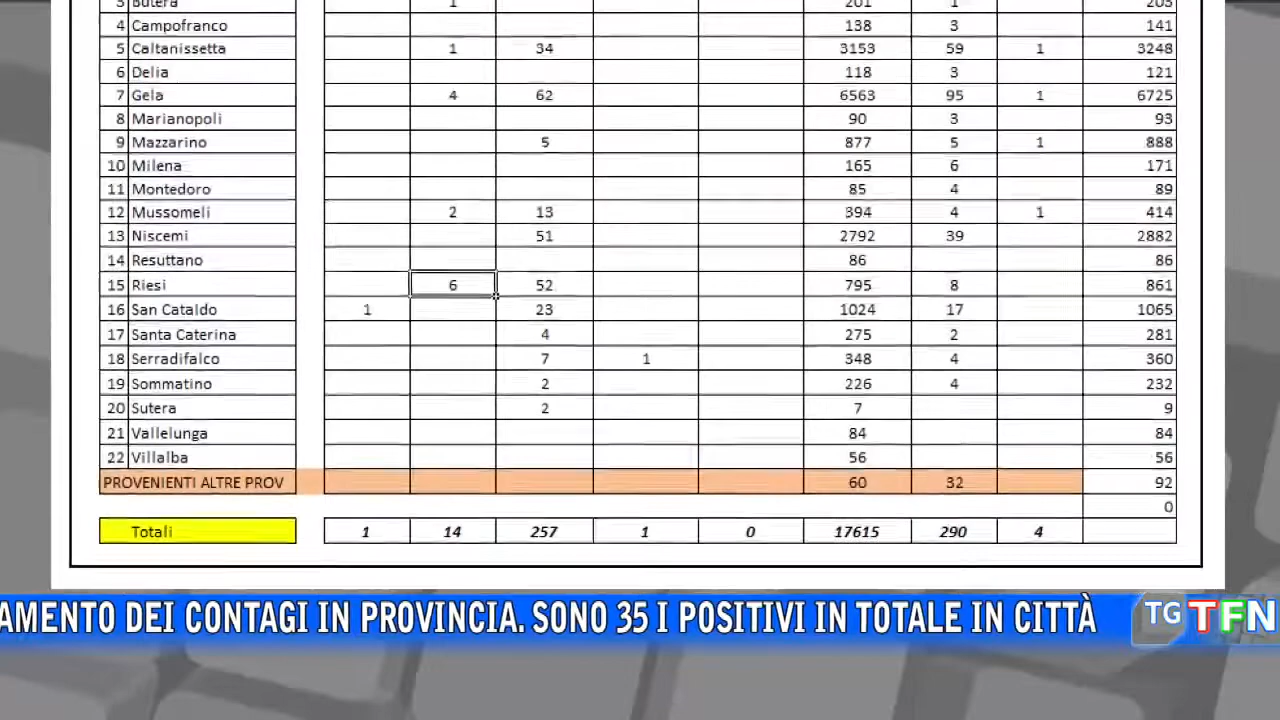 3 Butera 1 201 1 203
4 Campofranco 138 3 141
5 Caltanissetta 1 34 3153 59 1 3248
6 Delia 118 3 121
7 Gela 4 62 6563 95 1 6725
8 Marianopoli 90 3 93
9 Mazzarino 5 877 5 1 888
10 Milena 165 6 171
11 Montedoro 85 4 89
12 Mussomeli 2 13 394 4 1 414
13 Niscemi 51 2792 39 2882
14 Resuttano 86 86
15 Riesi 6 52 795 8 861
16 San Cataldo 1 23 1024 17 1065
17 Santa Caterina 4 275 2 281
18 Serradifalco 7 1 348 4 360
19 Sommatino 2 226 4 232
20 Sutera 2 7 9
21 Vallelunga 84 84
22 Villalba 56 56
PROVENIENTI ALTRE PROV 60 32 92
0
Totali 1 14 257 1 0 17615 290 4
AMENTO DEI CONTAGI IN PROVINCIA. SONO 35 I POSITIVI IN TOTALE IN CITTÀ
TG TFN